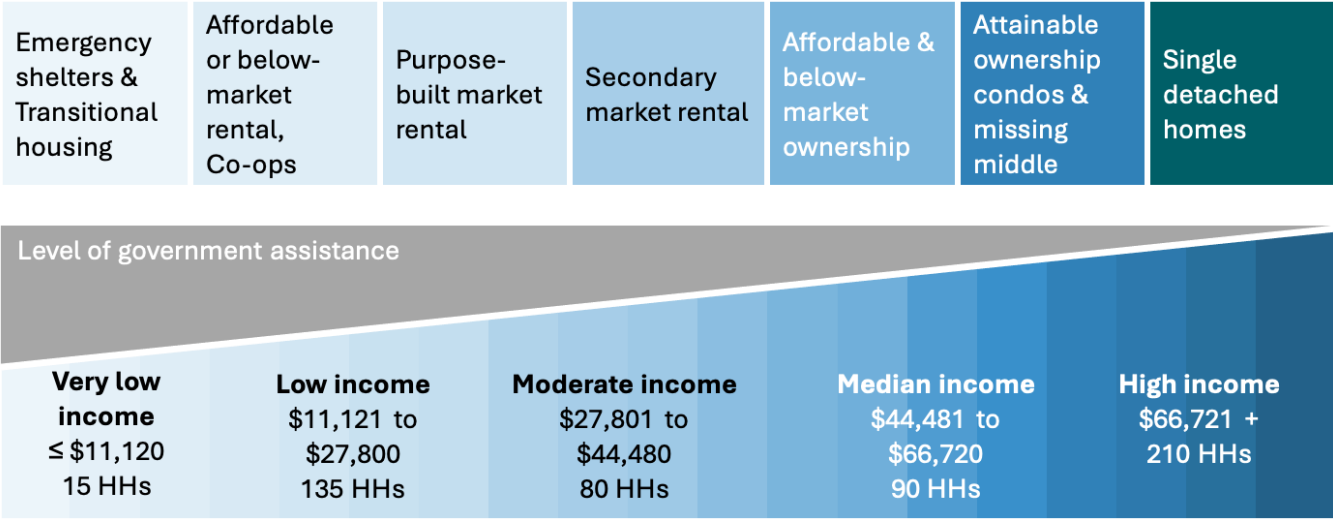 Emergency
shelters &
Transitional
housing
Affordable
or below-
market
rental,
Co-ops
Purpose-
built market
rental
Secondary
market rental
Affordable &
below-
market
ownership
Attainable
ownership
condos &
missing
middle
Single
detached
homes
Level of government assistance
Very low
income
≤ $11,120
15 HHs
Low income
$11,121 to
$27,800
135 HHs
Moderate income
$27,801 to
$44,480
80 HHs
Median income
$44,481 to
$66,720
90 HHs
High income
$66,721 +
210 HHs